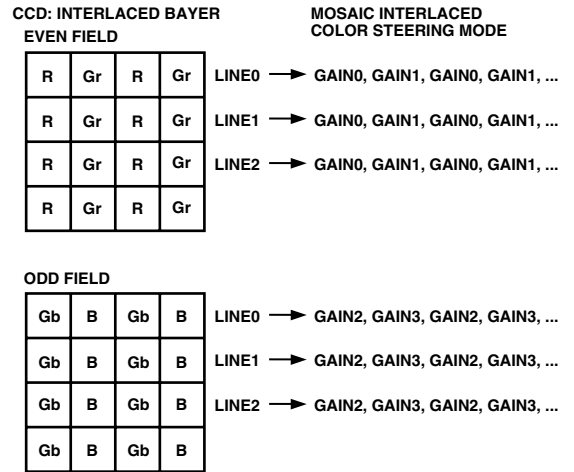 CCD: INTERLACED BAYER
EVEN FIELD
MOSAIC INTERLACED
COLOR STEERING MODE
R Gr R Gr LINE0 GAIN0, GAIN1, GAIN0, GAIN1, ...
R Gr R Gr LINE1 GAIN0, GAIN1, GAIN0, GAIN1, ...
R Gr R Gr LINE2 GAIN0, GAIN1, GAIN0, GAIN1, ...
R Gr R Gr
ODD FIELD
Gb B Gb B LINE0 GAIN2, GAIN3, GAIN2, GAIN3, ...
Gb B Gb B LINE1 GAIN2, GAIN3, GAIN2, GAIN3, ...
Gb B Gb B LINE2 GAIN2, GAIN3, GAIN2, GAIN3, ...
Gb B Gb B